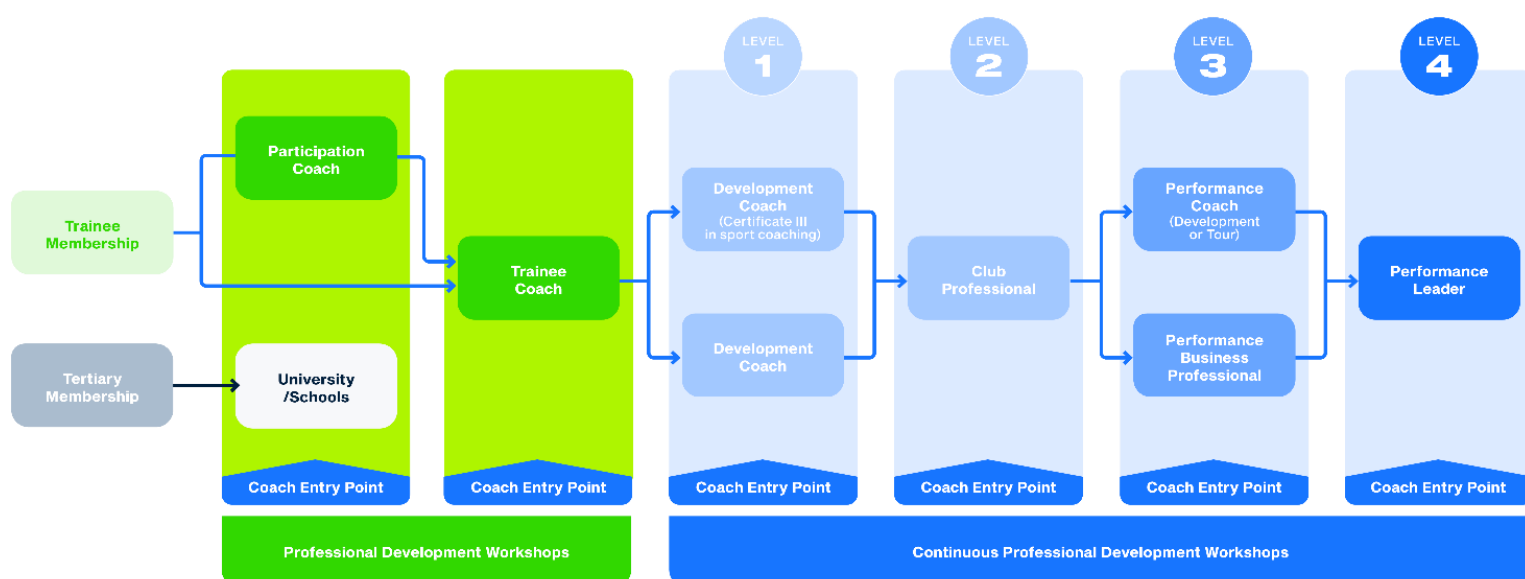 LEVEL
1
LEVEL
2
LEVEL
3
LEVEL
4
Trainee
Membership
Tertiary
Membership
Participation
Coach
University
/Schools
Trainee
Coach
Development
Coach
(Certificate III
in sport coaching)
Development
Coach
Club
Professional
Performance
Coach
(Development
or Tour)
Performance
Business
Professional
Performance
Leader
Coach Entry Point
Coach Entry Point
Coach Entry Point
Coach Entry Point
Coach Entry Point
Coach Entry Point
Professional Development Workshops
Continuous Professional Development Workshops